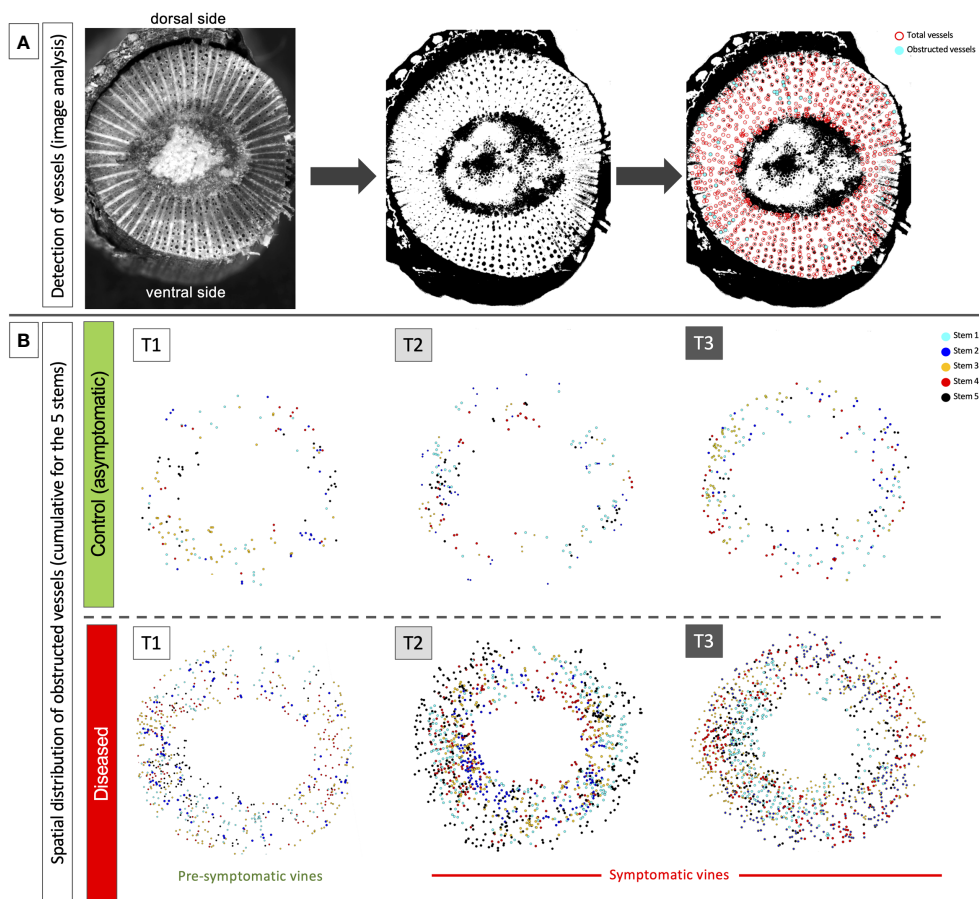 A
Detection of vessels (image analysis)
dorsal side
ventral side
Total vessels
Obstructed vessels
B
Spatial distribution of obstructed vessels (cumulative for the 5 stems)
Control (asymptomatic)
T1
T2
T3
Stem 1
Stem 2
Stem 3
Stem 4
Stem 5
Diseased
T1
T2
T3
Pre-symptomatic vines
Symptomatic vines